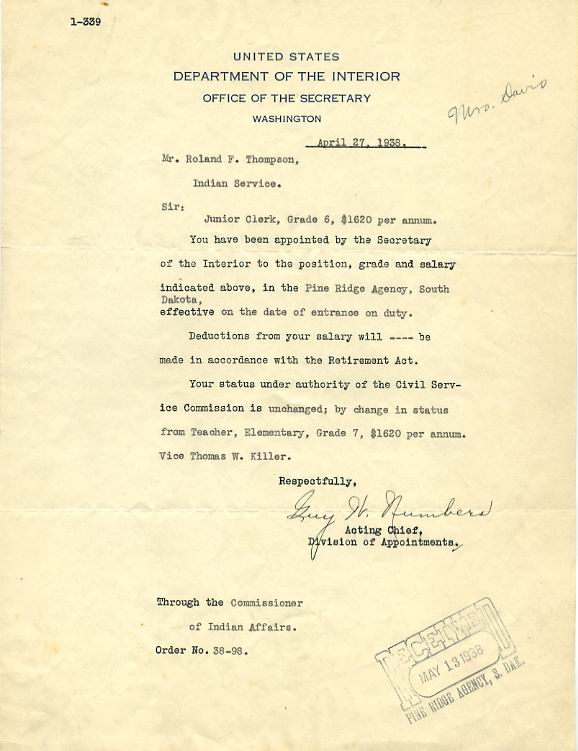 1-339
UNITED STATES
DEPARTMENT OF THE INTERIOR
OFFICE OF THE SECRETARY
WASHINGTON
Mrs. Davis
April 27, 1938.
Mr. Roland F. Thompson,
Indian Service.
Sir:
Junior Clerk, Grade 6, $1620 per annum.
You have been appointed by the Secretary
of the Interior to the position, grade and salary
indicated above, in the Pine Ridge Agency, South
Dakota,
effective on the date of entrance on duty.
Deductions from your salary will ---- be
made in accordance with the Retirement Act.
Your status under authority of the Civil Serv-
ice Commission is unchanged; by change in status
from Teacher, Elementary, Grade 7, $1620 per annum.
Vice Thomas W. Killer.
Respectfully,
Guy W. Numbers
Acting Chief,
Division of Appointments.
Through the Commissioner
of Indian Affairs.
Order No. 38-98.
RECEIVED
MAY 13 1938
PINE RIDGE AGENCY, S. DAK.